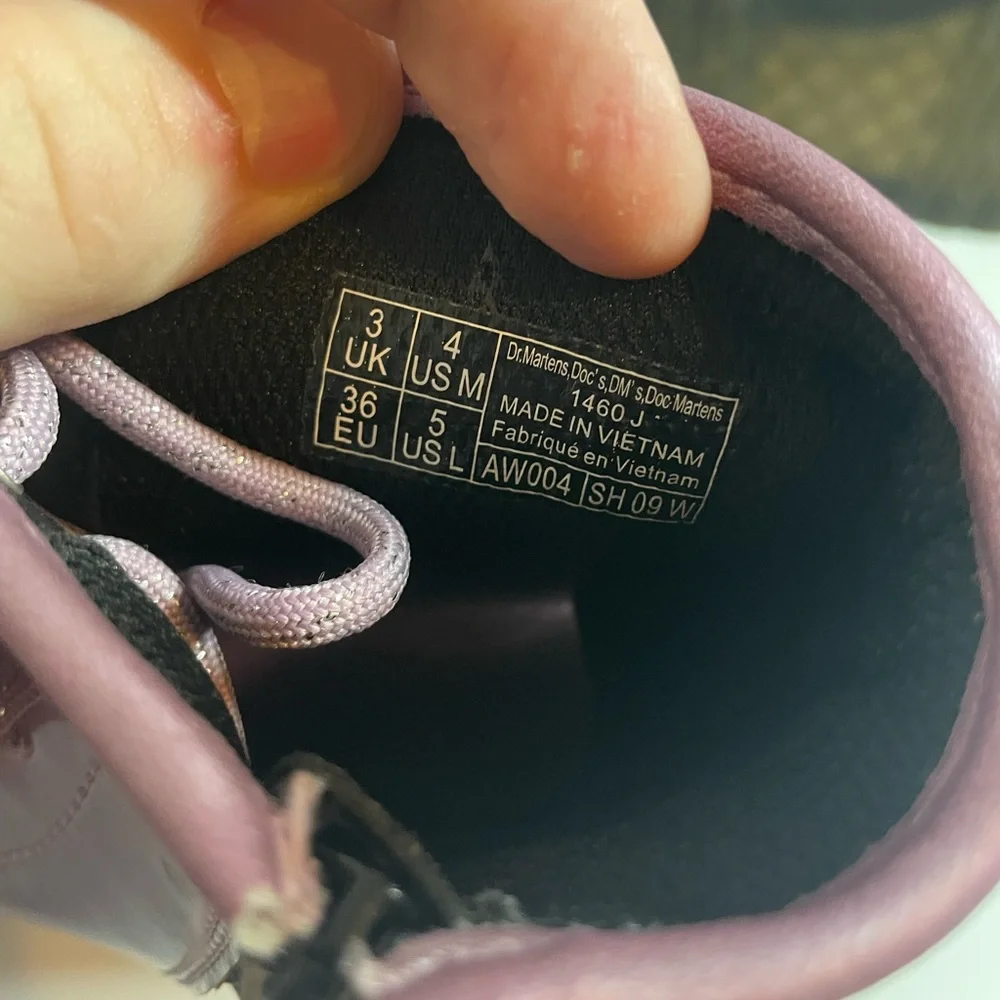 3 UK
4 US M
36 EU
5 US L
Dr.Martens,Doc's,DM's,Doc Martens
1460 J
MADE IN VIETNAM
Fabriqué en Vietnam
AW004
SH 09 W